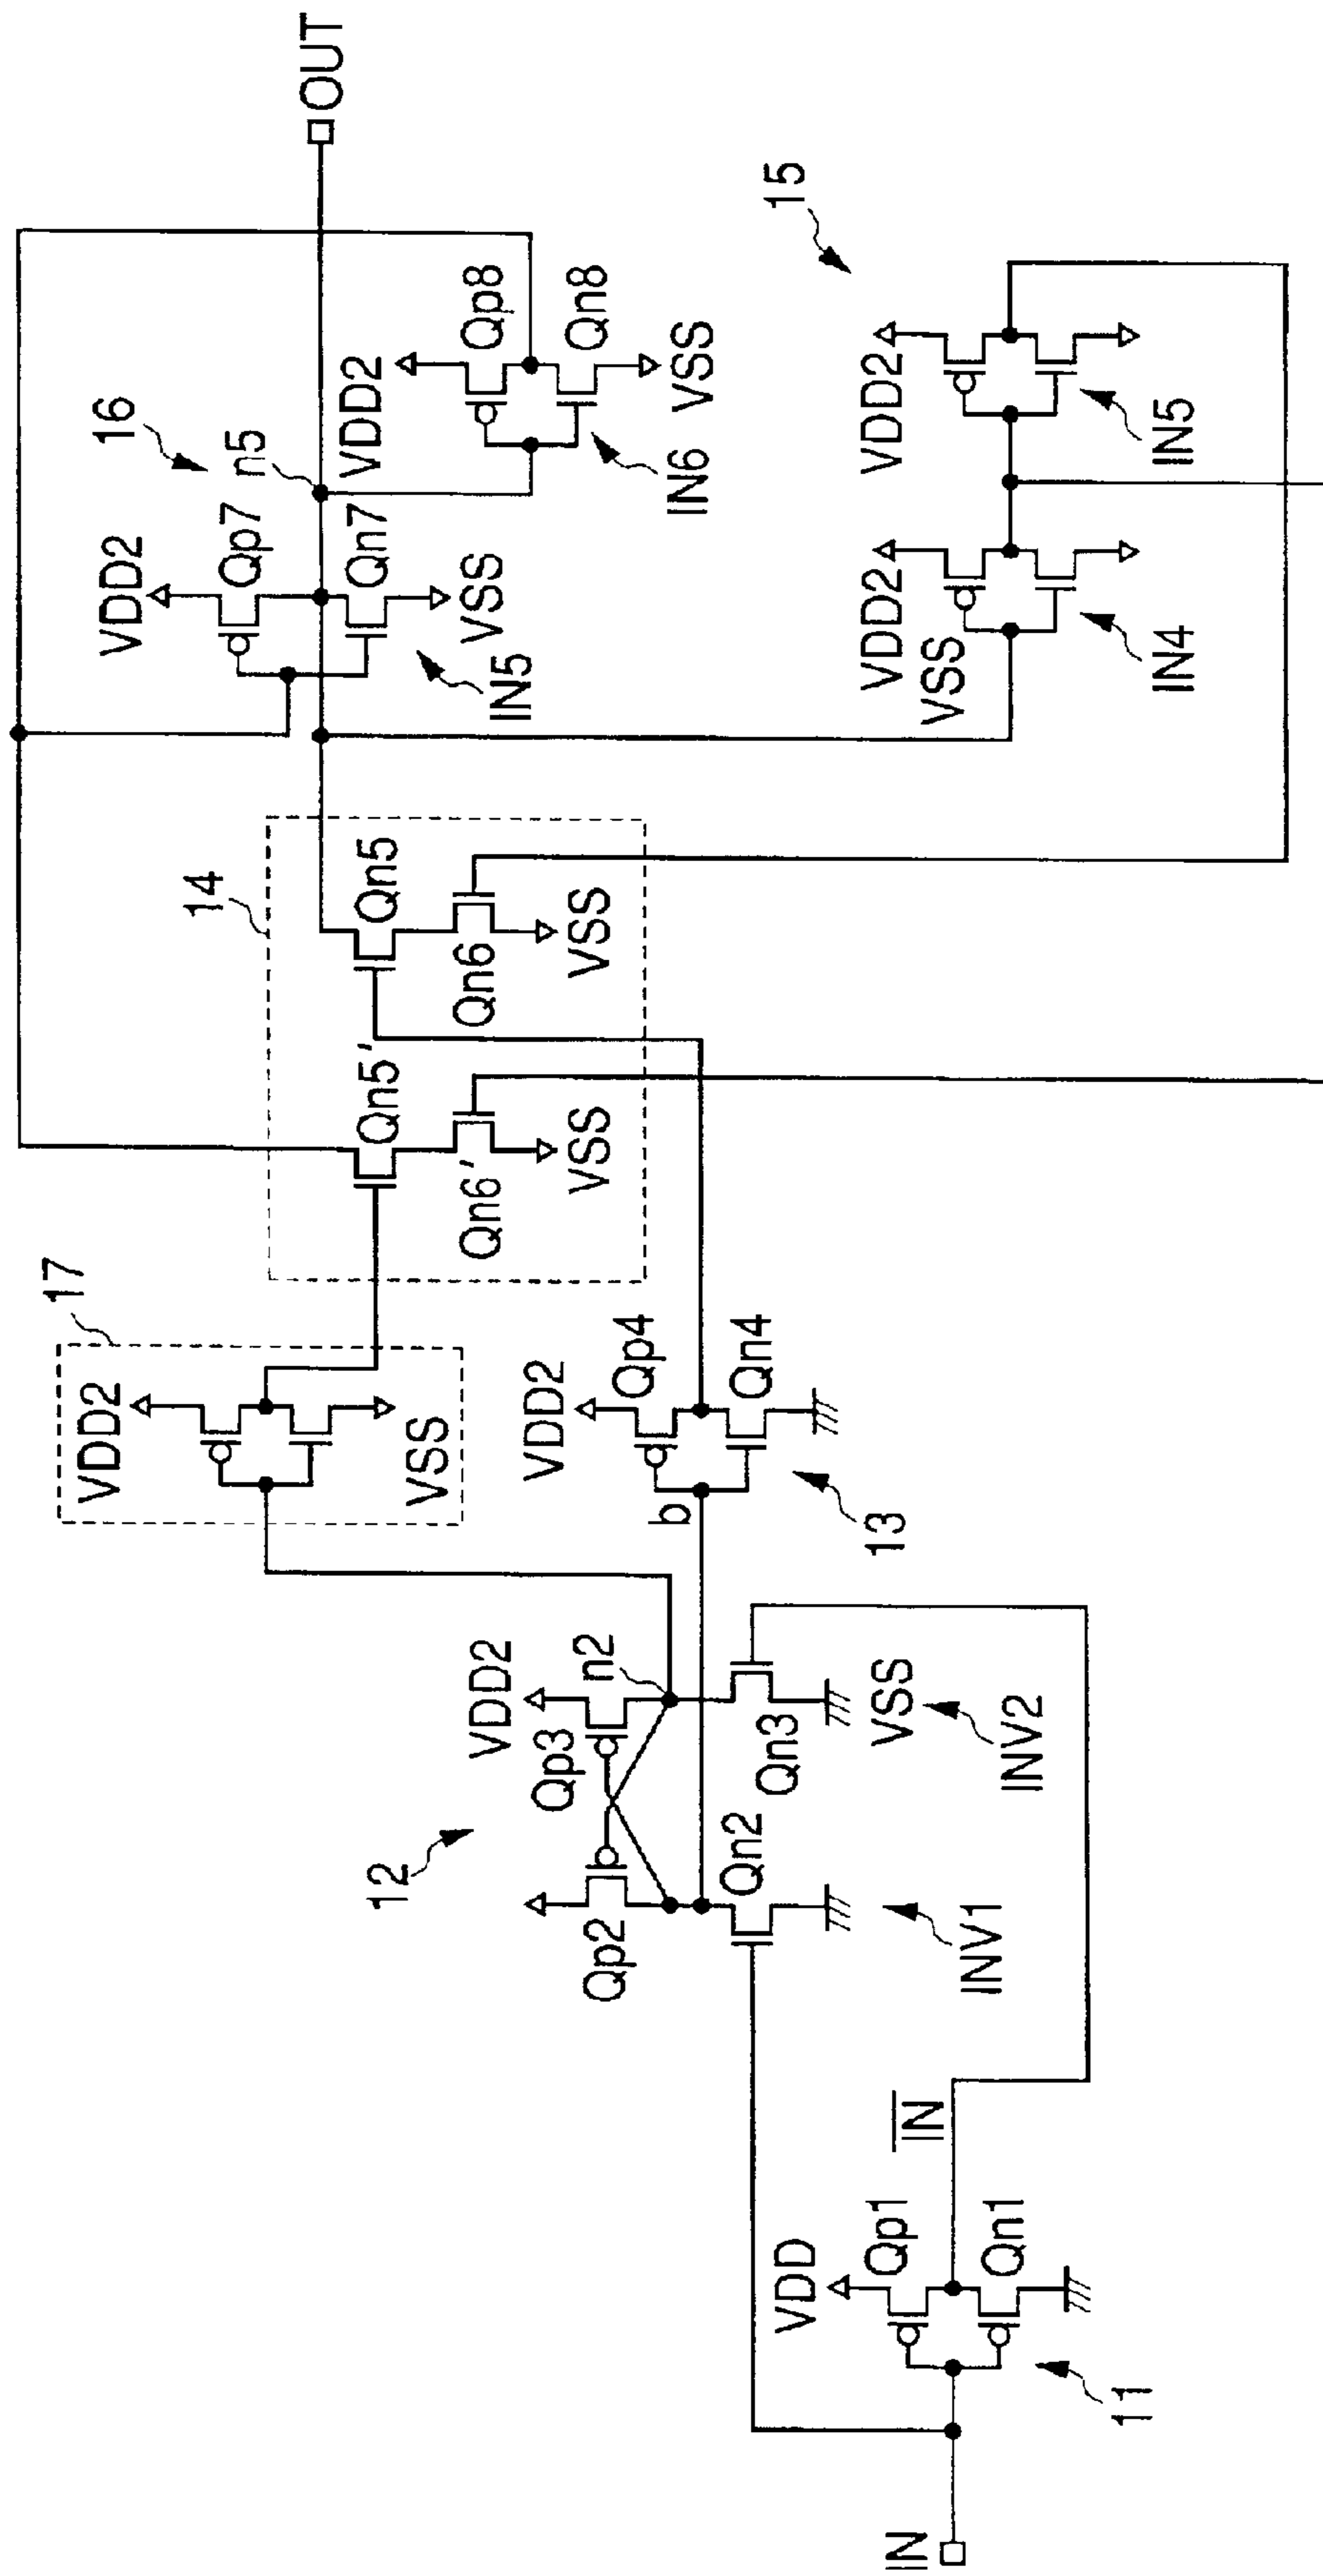 IN
11
VDD
Qp1
Qn1
IN
12
Qp2
Qn2
INV1
VDD2
Qp3
n2
Qn3
VSS
INV2
17
VDD2
VSS
VDD2
Qp4
Qn4
b
13
14
Qn5'
Qn6'
VSS
Qn5
Qn6
VSS
16
VDD2
Qp7
n5
Qn7
VSS
IN5
VDD2
Qp8
Qn8
VSS
IN6
OUT
15
VDD2
VSS
IN4
VDD2
IN5